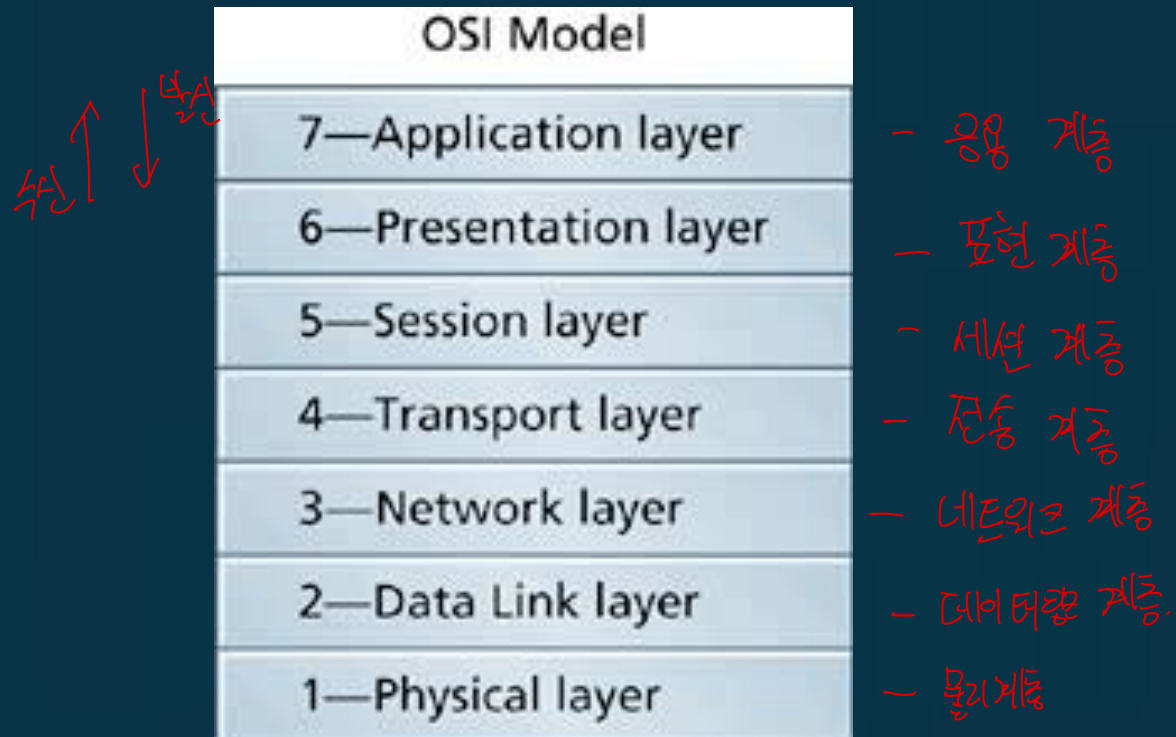 OSI Model
발신
수신
7—Application layer - 응용 계층
6—Presentation layer - 표현 계층
5—Session layer - 세션 계층
4—Transport layer - 전송 계층
3—Network layer - 네트워크 계층
2—Data Link layer - 데이터링크 계층.
1—Physical layer - 물리계층